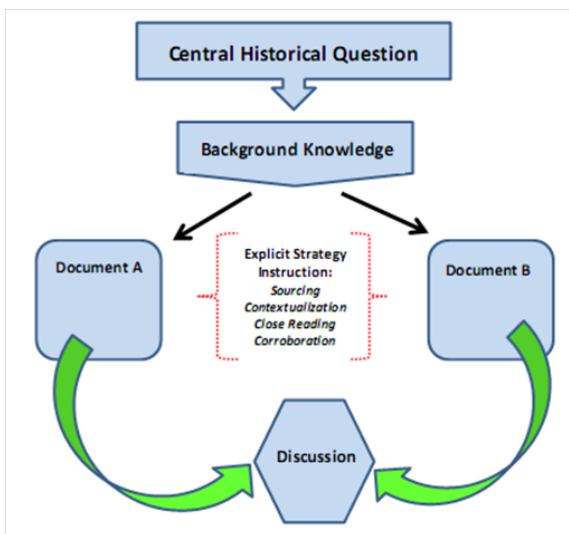 Central Historical Question
Background Knowledge
Document A
Explicit Strategy
Instruction:
Sourcing
Contextualization
Close Reading
Corroboration
Document B
Discussion